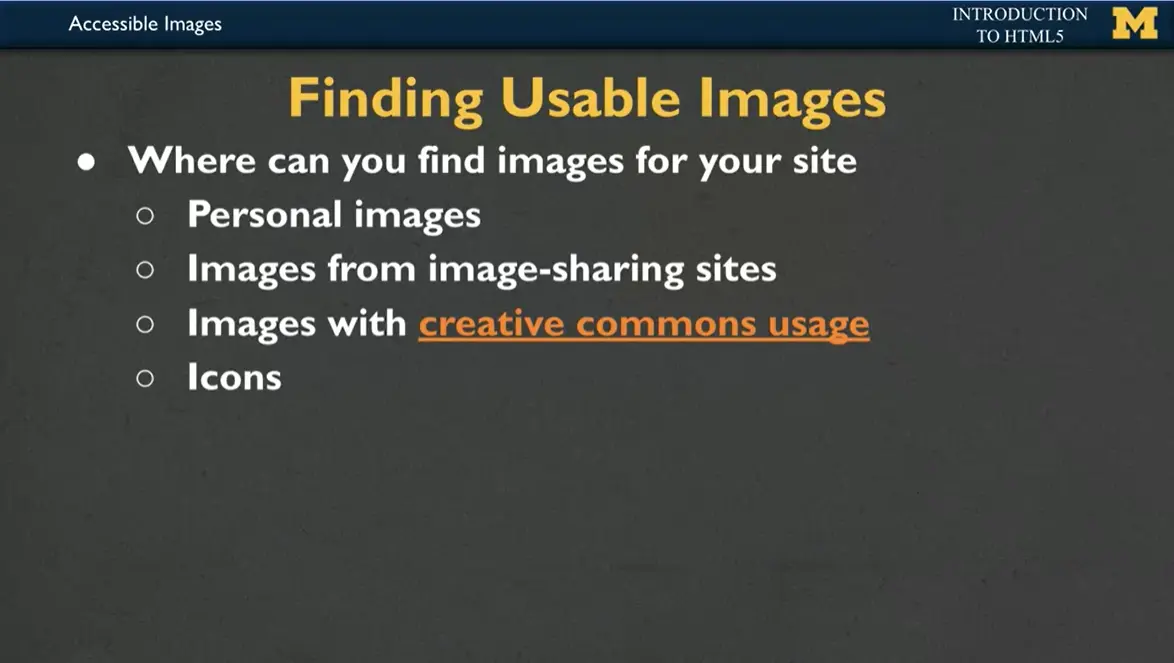 Accessible Images
INTRODUCTION
TO HTML5
M
Finding Usable Images
● Where can you find images for your site
○ Personal images
○ Images from image-sharing sites
○ Images with creative commons usage
○ Icons